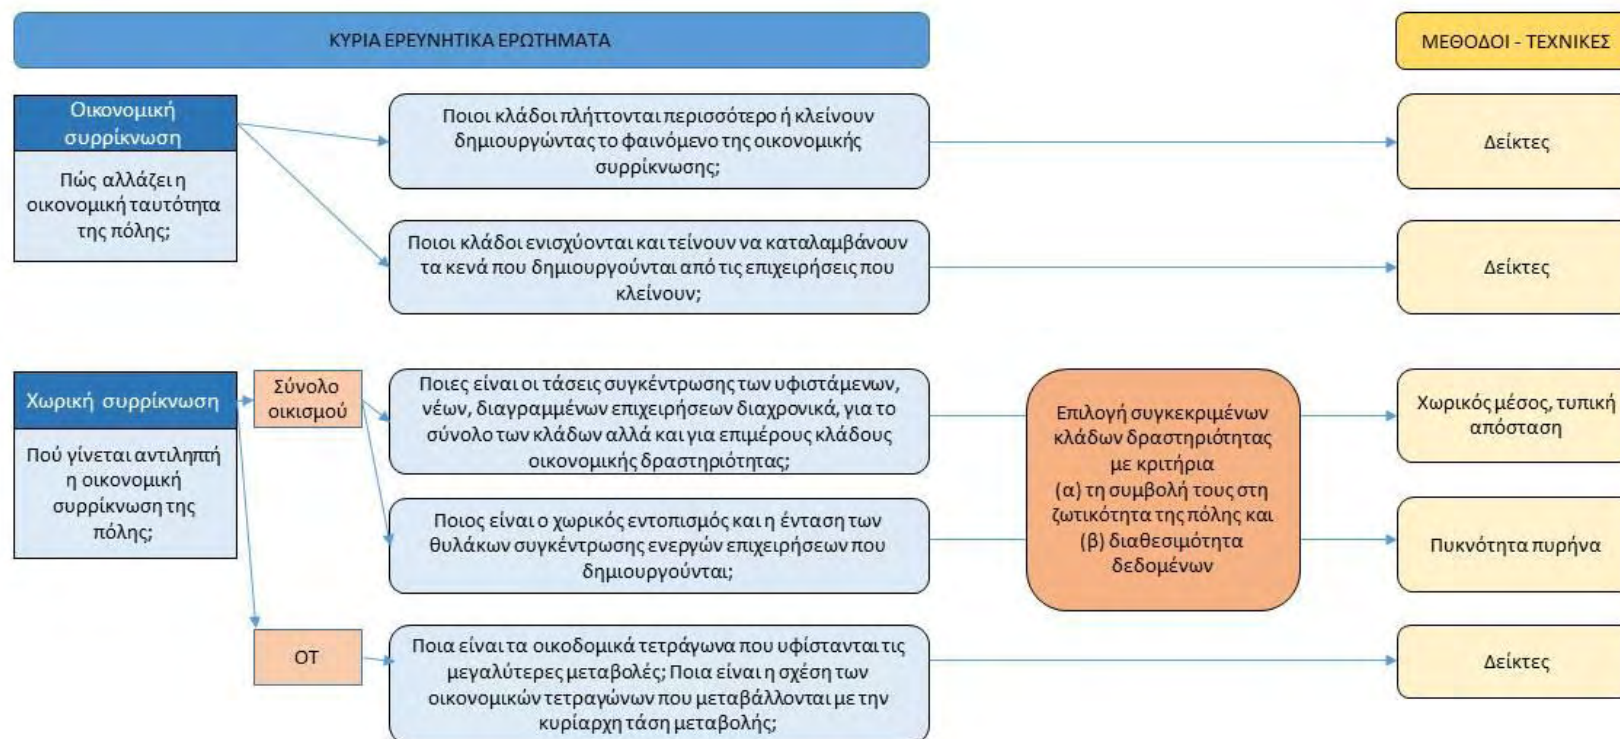 ΚΥΡΙΑ ΕΡΕΥΝΗΤΙΚΑ ΕΡΩΤΗΜΑΤΑ
ΜΕΘΟΔΟΙ - ΤΕΧΝΙΚΕΣ
Οικονομική
συρρίκνωση
Πώς αλλάζει η
οικονομική ταυτότητα
της πόλης;
Ποιοι κλάδοι πλήττονται περισσότερο ή κλείνουν
δημιουργώντας το φαινόμενο της οικονομικής
συρρίκνωσης;
Δείκτες
Ποιοι κλάδοι ενισχύονται και τείνουν να καταλαμβάνουν
τα κενά που δημιουργούνται από τις επιχειρήσεις που
κλείνουν;
Δείκτες
Χωρική συρρίκνωση
Πού γίνεται αντιληπτή
η οικονομική
συρρίκνωση της
πόλης;
Σύνολο
οικισμού
Ποιες είναι οι τάσεις συγκέντρωσης των υφιστάμενων,
νέων, διαγραμμένων επιχειρήσεων διαχρονικά, για το
σύνολο των κλάδων αλλά και για επιμέρους κλάδους
οικονομικής δραστηριότητας;
Ποιος είναι ο χωρικός εντοπισμός και η ένταση των
θυλάκων συγκέντρωσης ενεργών επιχειρήσεων που
δημιουργούνται;
Επιλογή συγκεκριμένων
κλάδων δραστηριότητας
με κριτήρια
(α) τη συμβολή τους στη
ζωτικότητα της πόλης και
(β) διαθεσιμότητα
δεδομένων
Χωρικός μέσος, τυπική
απόσταση
Πυκνότητα πυρήνα
ΟΤ
Ποια είναι τα οικοδομικά τετράγωνα που υφίστανται τις
μεγαλύτερες μεταβολές; Ποια είναι η σχέση των
οικονομικών τετραγώνων που μεταβάλλονται με την
κυρίαρχη τάση μεταβολής;
Δείκτες